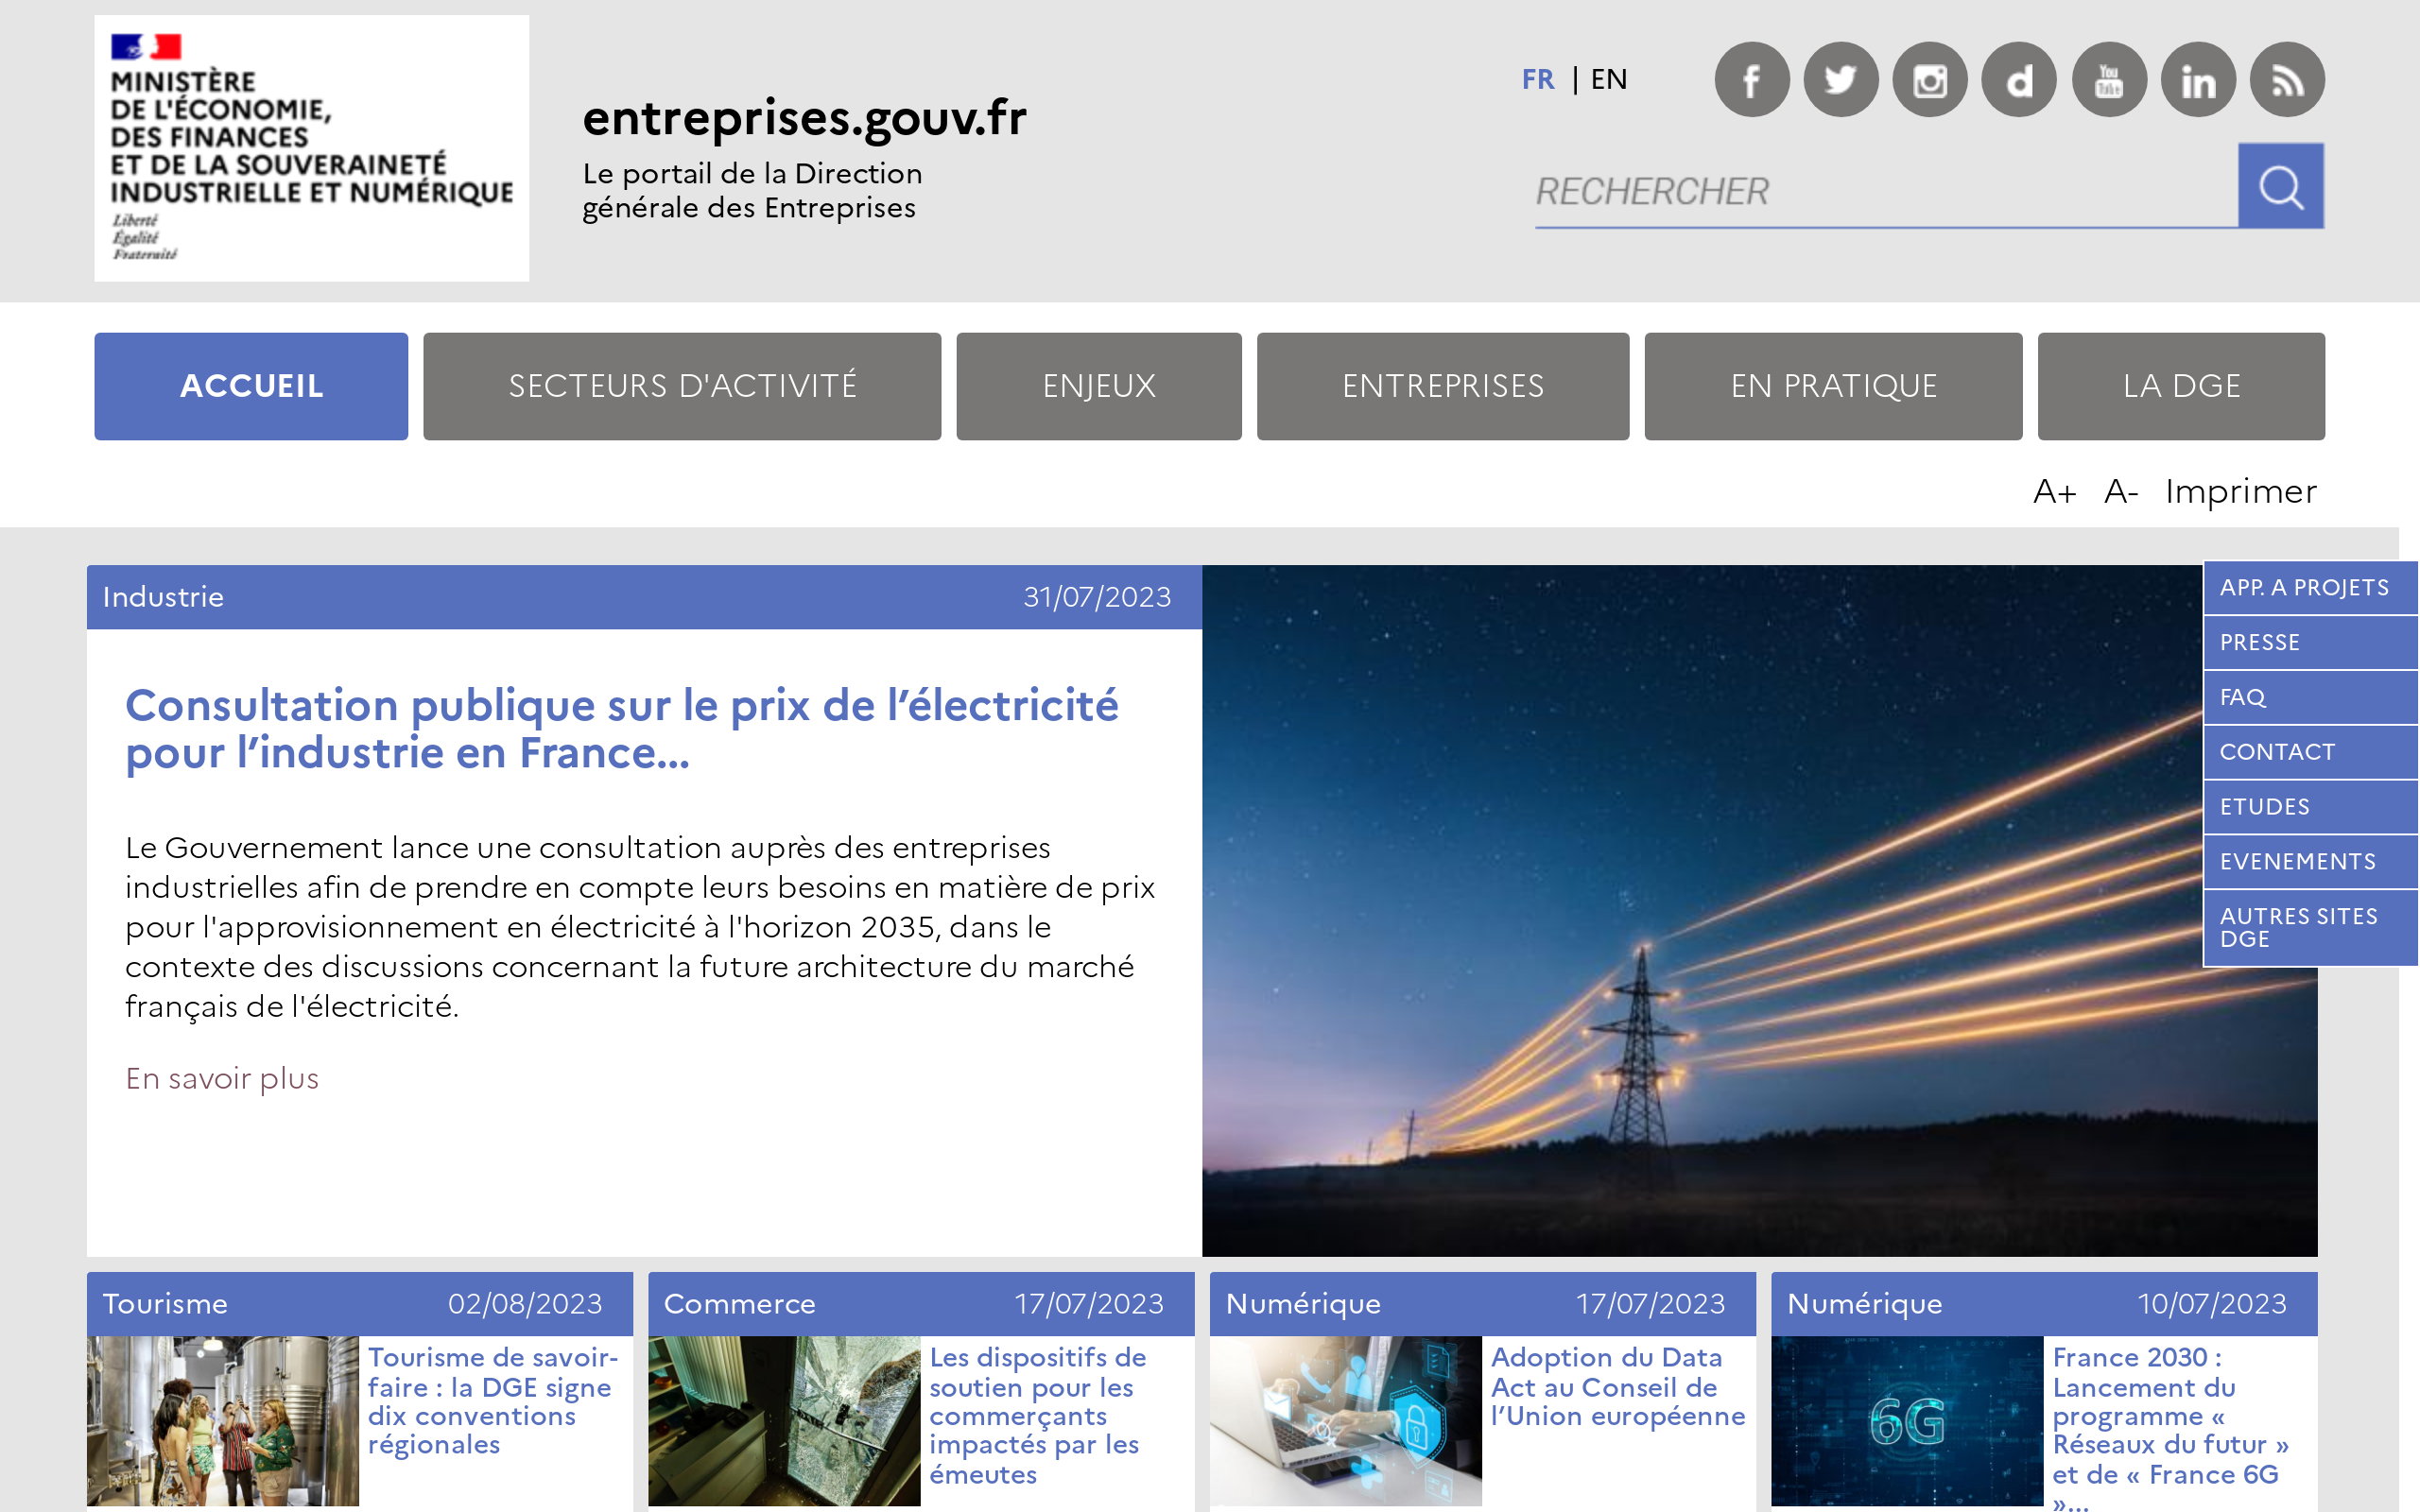 MINISTÈRE
DE L'ÉCONOMIE,
DES FINANCES
ET DE LA SOUVERAINETÉ
INDUSTRIELLE ET NUMÉRIQUE
Liberté
Égalité
Fraternité
entreprises.gouv.fr
Le portail de la Direction
générale des Entreprises
FR | EN
You
Tube
RECHERCHER
ACCUEIL
SECTEURS D'ACTIVITÉ
ENJEUX
ENTREPRISES
EN PRATIQUE
LA DGE
A+ A- Imprimer
Industrie 31/07/2023
Consultation publique sur le prix de l’électricité
pour l’industrie en France...
Le Gouvernement lance une consultation auprès des entreprises
industrielles afin de prendre en compte leurs besoins en matière de prix
pour l'approvisionnement en électricité à l'horizon 2035, dans le
contexte des discussions concernant la future architecture du marché
français de l'électricité.
En savoir plus
APP. A PROJETS
PRESSE
FAQ
CONTACT
ETUDES
EVENEMENTS
AUTRES SITES
DGE
Tourisme 02/08/2023
Tourisme de savoir-
faire : la DGE signe
dix conventions
régionales
Commerce 17/07/2023
Les dispositifs de
soutien pour les
commerçants
impactés par les
émeutes
Numérique 17/07/2023
Adoption du Data
Act au Conseil de
l’Union européenne
Numérique 10/07/2023
6G
France 2030 :
Lancement du
programme «
Réseaux du futur »
et de « France 6G
»...